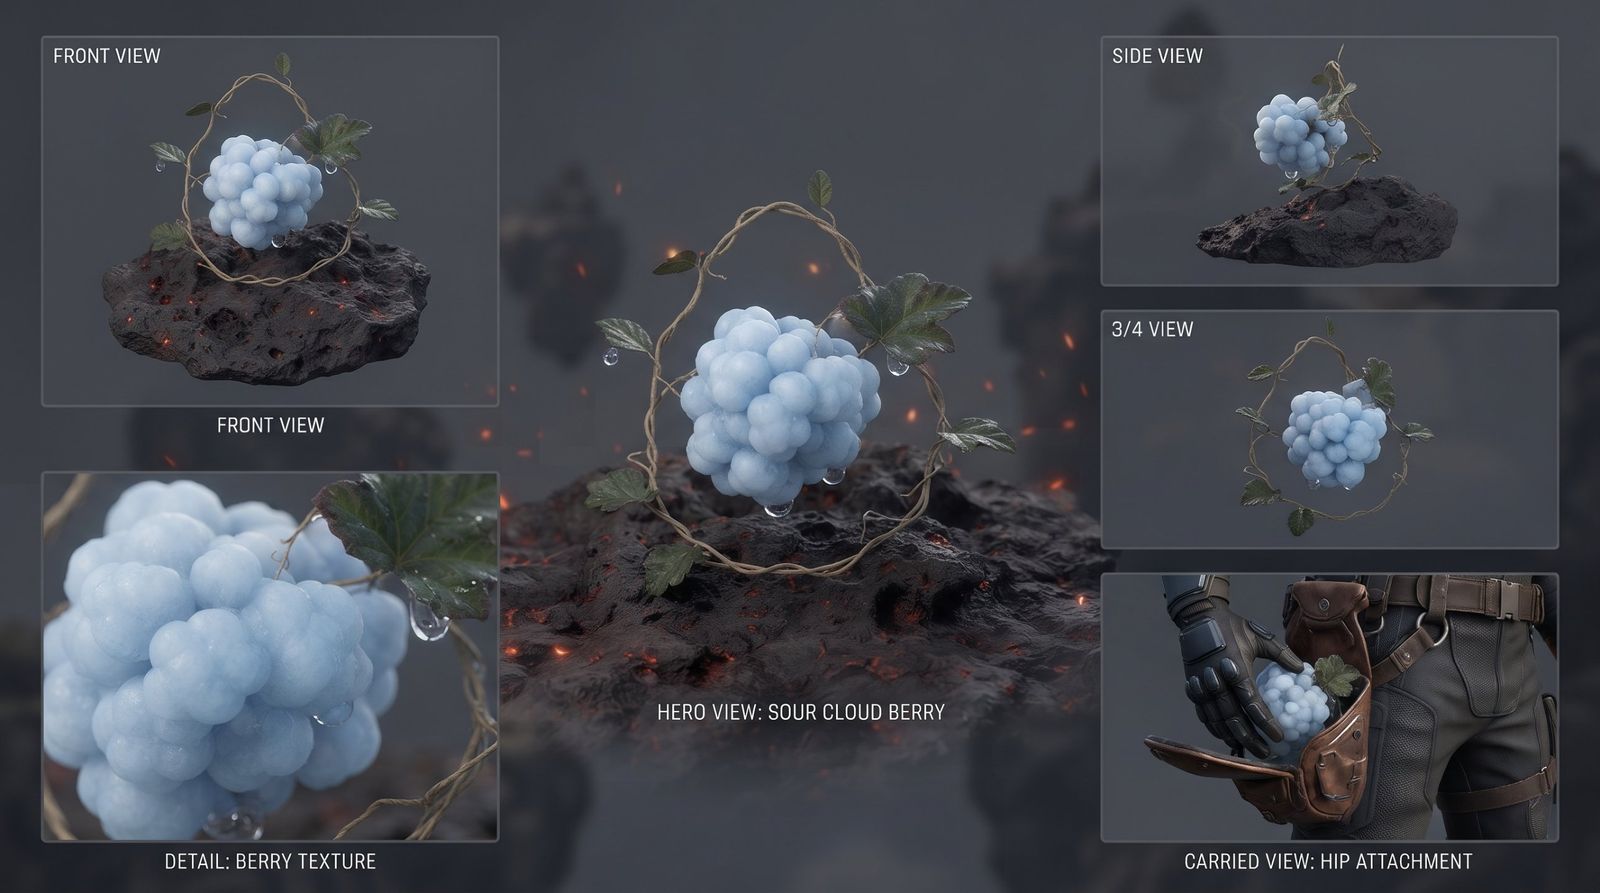 FRONT VIEW
FRONT VIEW
DETAIL: BERRY TEXTURE
HERO VIEW: SOUR CLOUD BERRY
SIDE VIEW
3/4 VIEW
CARRIED VIEW: HIP ATTACHMENT